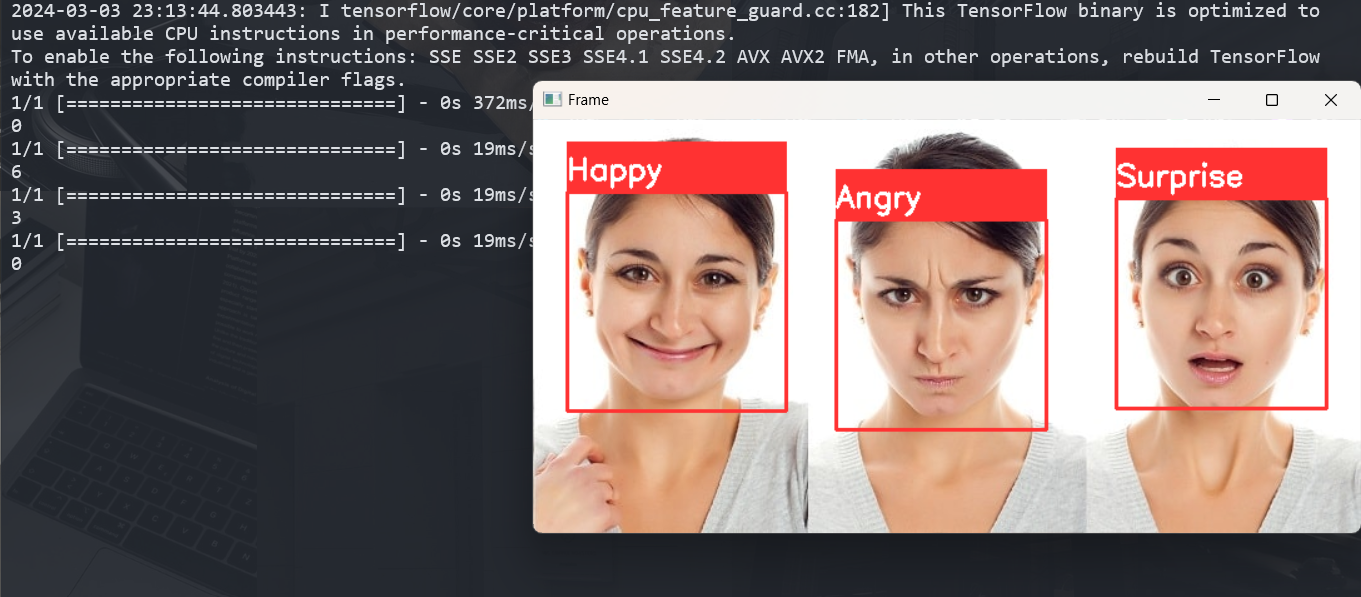 2024-03-03 23:13:44.803443: I tensorflow/core/platform/cpu_feature_guard.cc:182] This TensorFlow binary is optimized to
use available CPU instructions in performance-critical operations.
To enable the following instructions: SSE SSE2 SSE3 SSE4.1 SSE4.2 AVX AVX2 FMA, in other operations, rebuild TensorFlow
with the appropriate compiler flags.
1/1 [==============================] - 0s 372ms/
0
1/1 [==============================] - 0s 19ms/s
6
1/1 [==============================] - 0s 19ms/s
3
1/1 [==============================] - 0s 19ms/s
0
Frame
Happy
Angry
Surprise